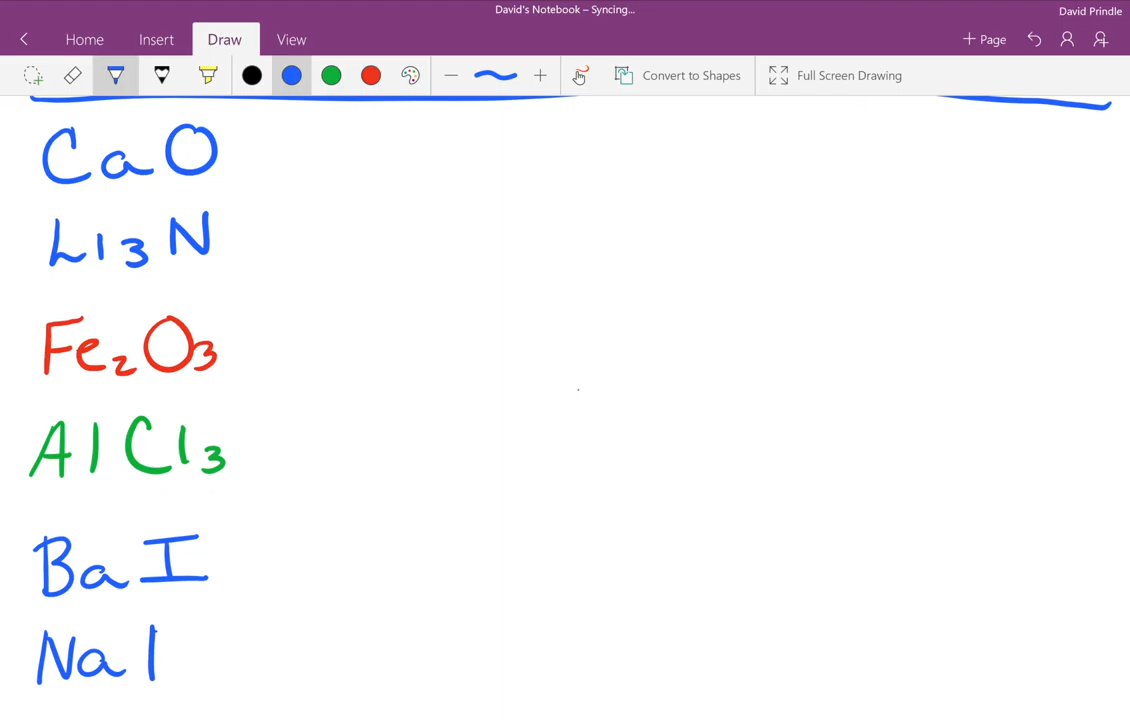 David's Notebook – Syncing...
David Prindle
Home Insert Draw View
Page
Convert to Shapes Full Screen Drawing
CaO
Li₃N
Fe₂O₃
AlCl₃
BaI
NaI